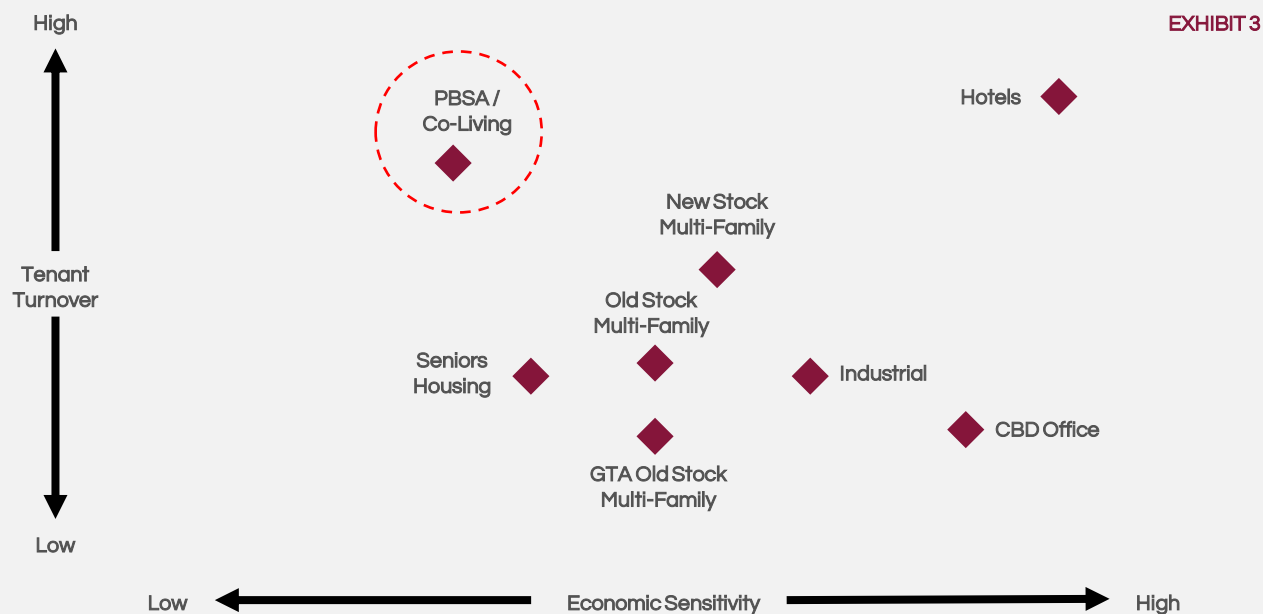 High
EXHIBIT 3
PBSA /
Co-Living
Hotels
New Stock
Multi-Family
Tenant
Turnover
Old Stock
Multi-Family
Seniors
Housing
Industrial
CBD Office
GTA Old Stock
Multi-Family
Low
Low
Economic Sensitivity
High